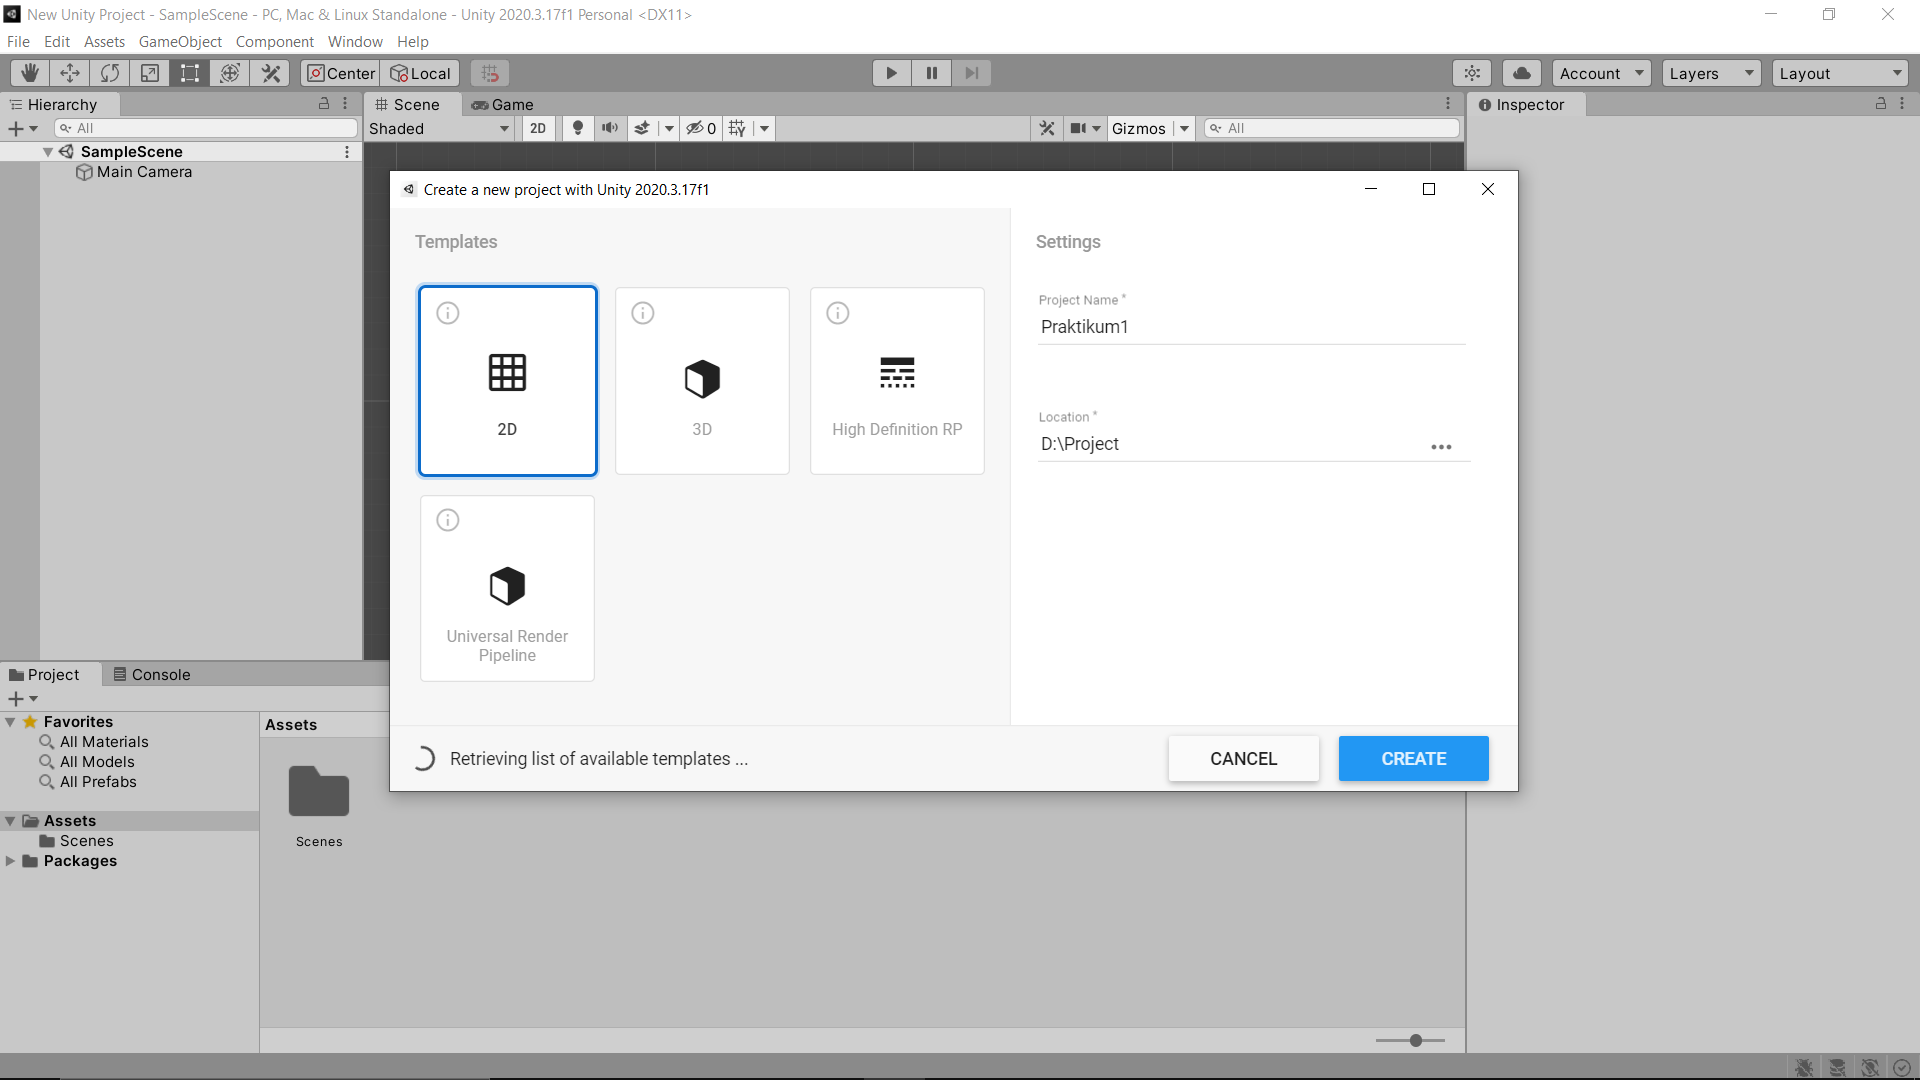 New Unity Project - SampleScene - PC, Mac & Linux Standalone - Unity 2020.3.17f1 Personal <DX11>
File Edit Assets GameObject Component Window Help
Center Local Account Layers Layout
Hierarchy Scene Game Inspector
All Shaded 2D 0 Gizmos All
SampleScene
Main Camera
Create a new project with Unity 2020.3.17f1
Templates
2D
3D
High Definition RP
Universal Render
Pipeline
Settings
Project Name *
Praktikum1
Location *
D:\Project
Retrieving list of available templates ...
CANCEL CREATE
Project Console
Favorites
All Materials
All Models
All Prefabs
Assets
Scenes
Packages
Assets
Scenes